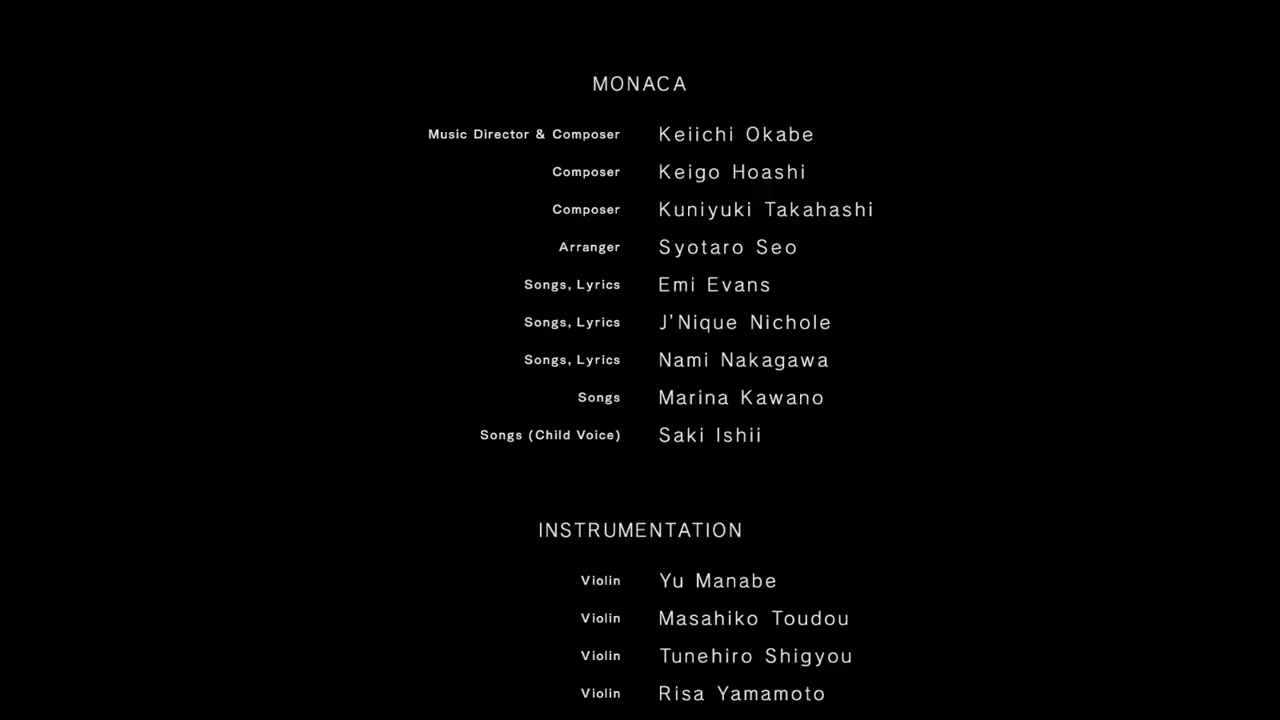 MONACA
Music Director & Composer Keiichi Okabe
Composer Keigo Hoashi
Composer Kuniyuki Takahashi
Arranger Syotaro Seo
Songs, Lyrics Emi Evans
Songs, Lyrics J'Nique Nichole
Songs, Lyrics Nami Nakagawa
Songs Marina Kawano
Songs (Child Voice) Saki Ishii
INSTRUMENTATION
Violin Yu Manabe
Violin Masahiko Toudou
Violin Tunehiro Shigyou
Violin Risa Yamamoto